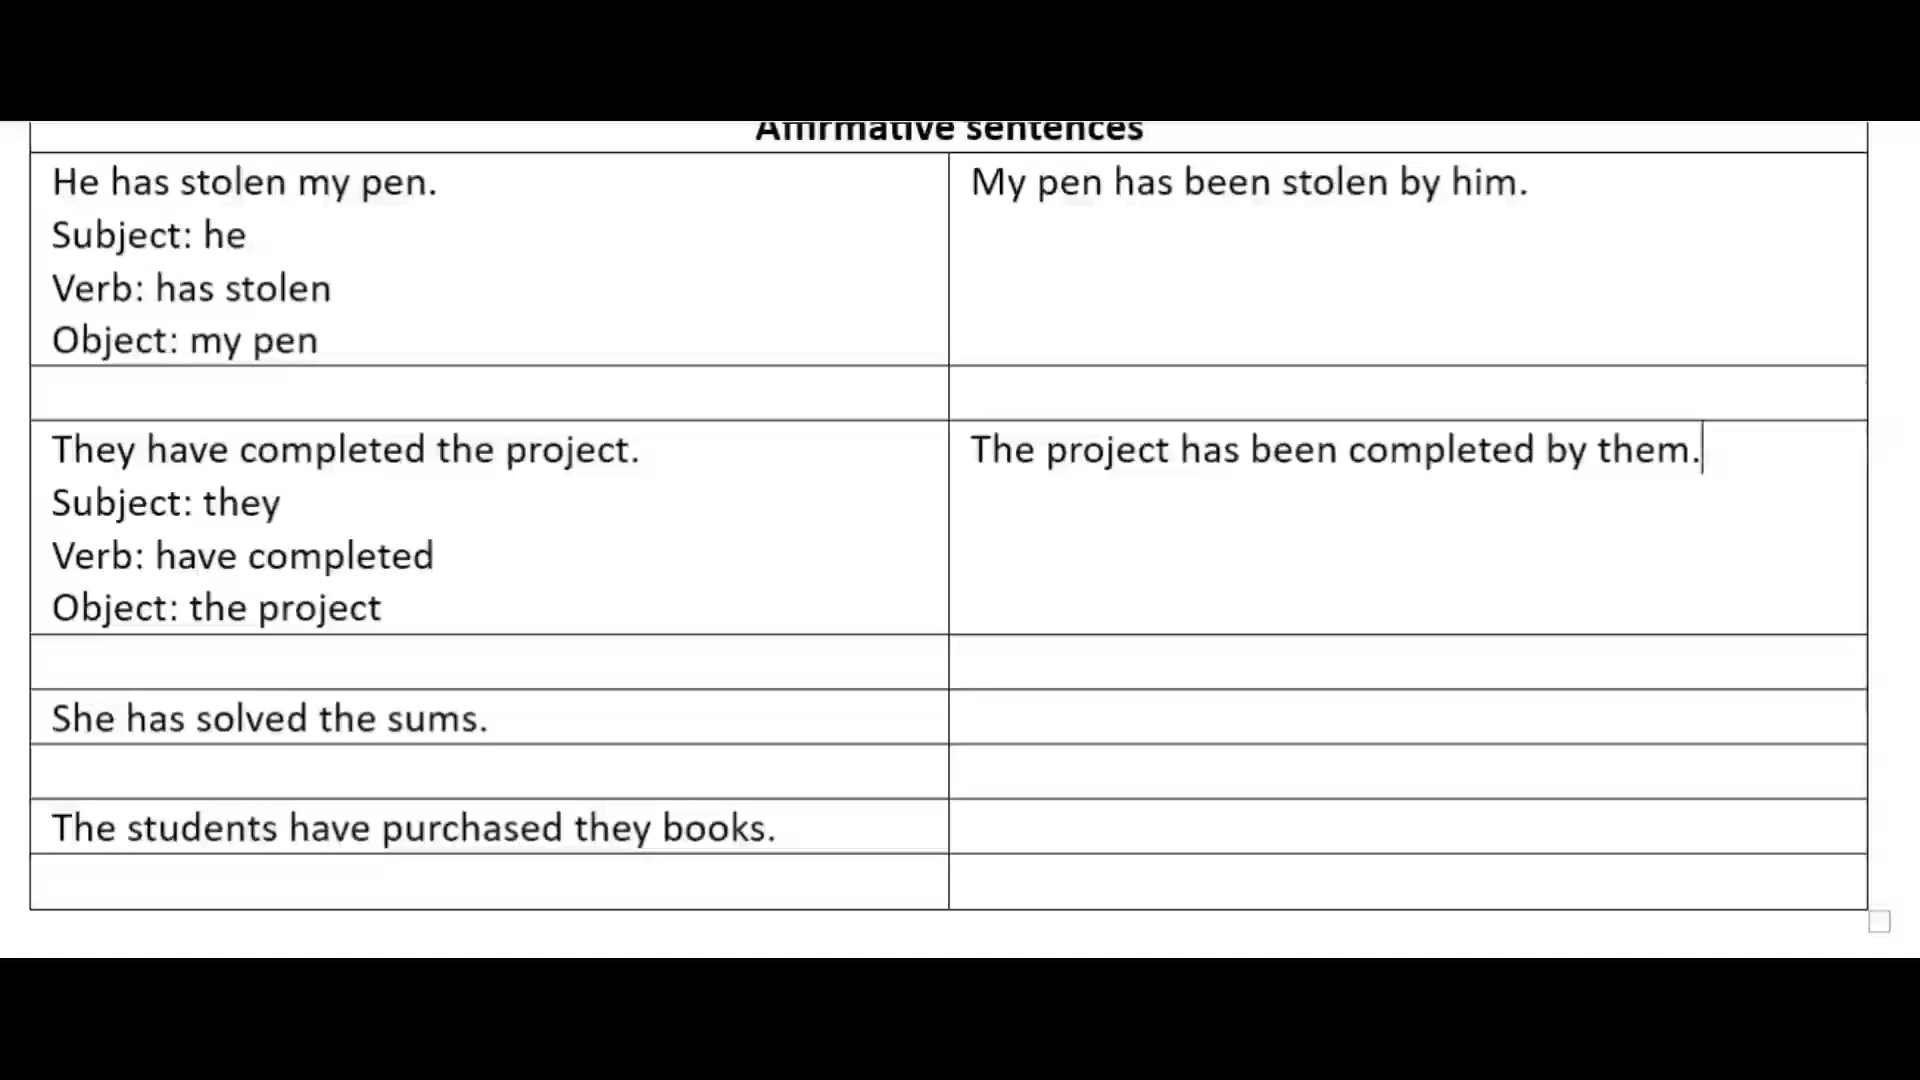 Affirmative sentences
He has stolen my pen.
Subject: he
Verb: has stolen
Object: my pen
My pen has been stolen by him.
They have completed the project.
Subject: they
Verb: have completed
Object: the project
The project has been completed by them.
She has solved the sums.
The students have purchased they books.